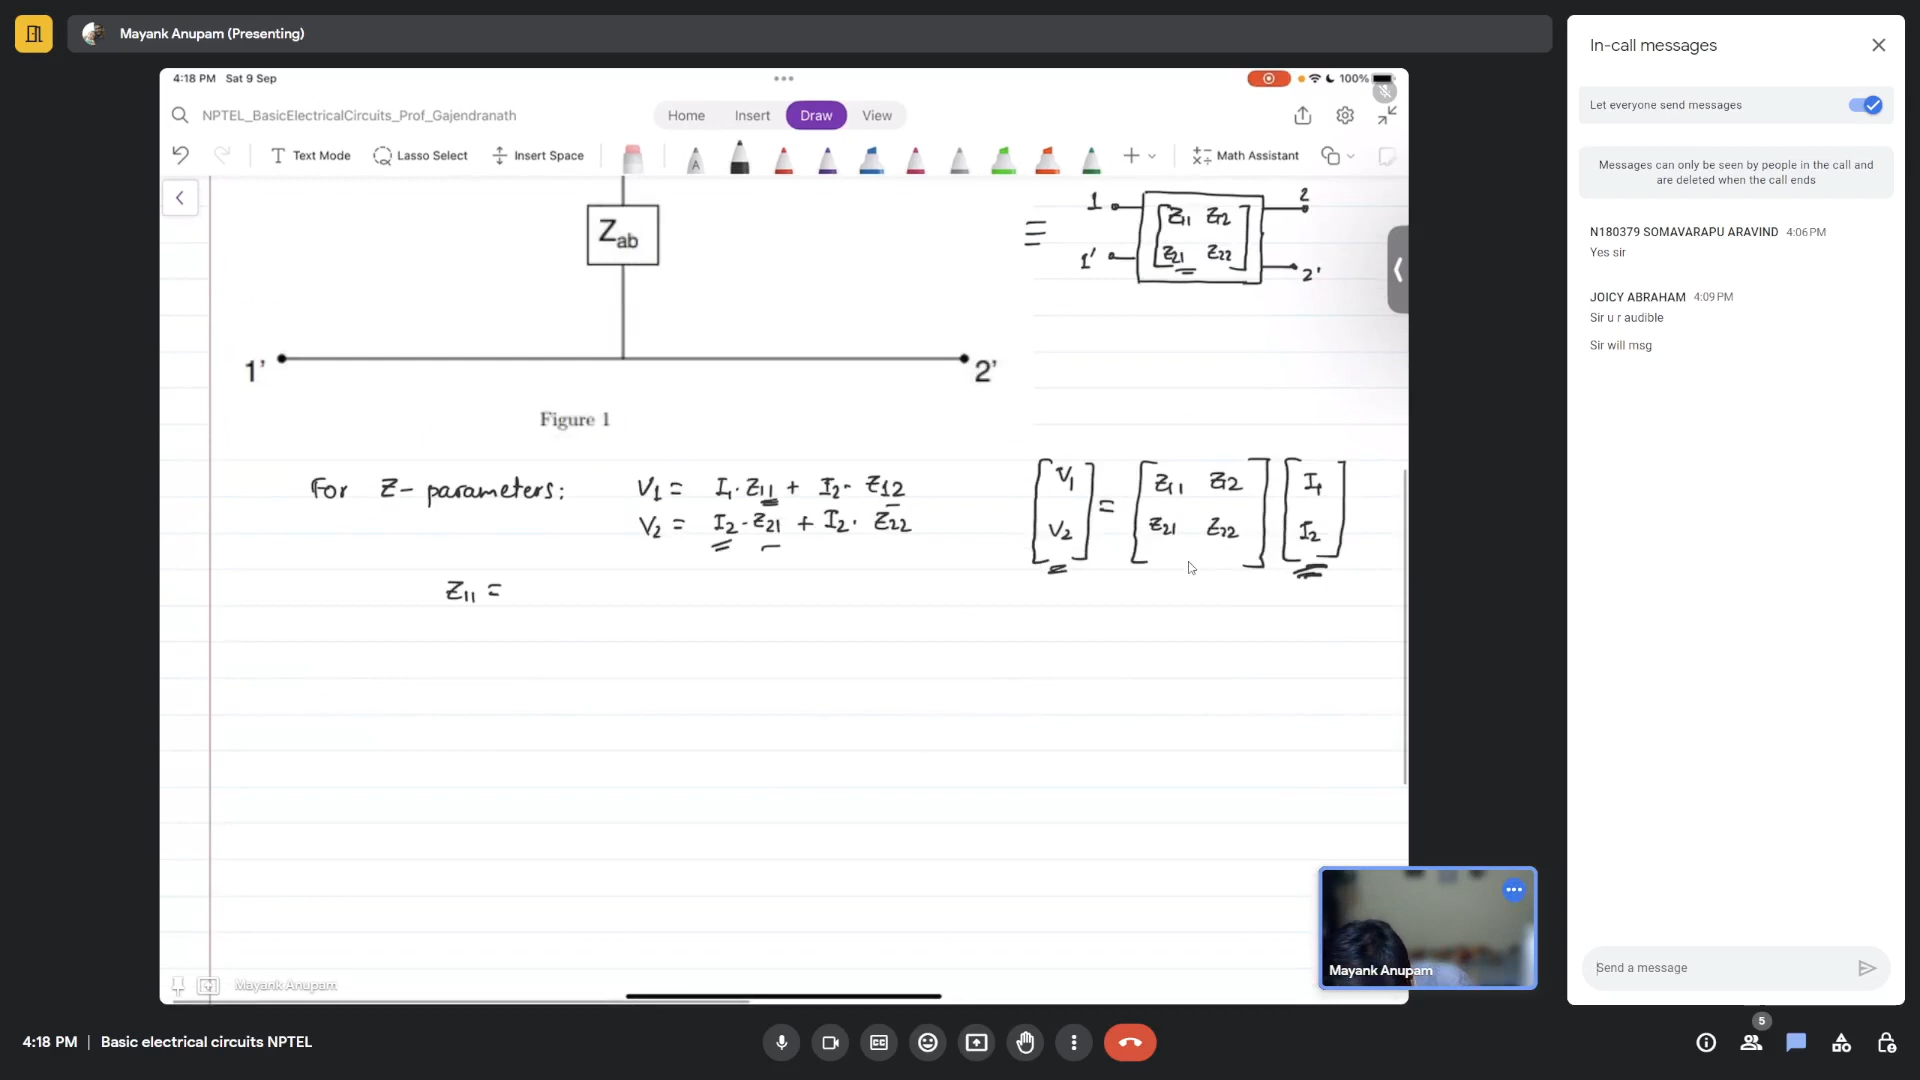 Mayank Anupam (Presenting)
4:18 PM Sat 9 Sep
100%
NPTEL_BasicElectricalCircuits_Prof_Gajendranath
Home Insert Draw View
Text Mode Lasso Select Insert Space A Math Assistant
Zab
1'
2'
Figure 1
≡
1
2
1'
2'
Z11 Z12
Z21 Z22
For Z- parameters:
V1 = I1·Z11 + I2· Z12
V2 = I2·Z21 + I2· Z22
[V1 V2] = [Z11 Z12 Z21 Z22] [I1 I2]
Z11 =
Mayank Anupam
Mayank Anupam
In-call messages
Let everyone send messages
Messages can only be seen by people in the call and
are deleted when the call ends
N180379 SOMAVARAPU ARAVIND 4:06 PM
Yes sir
JOICY ABRAHAM 4:09 PM
Sir u r audible
Sir will msg
Send a message
4:18 PM | Basic electrical circuits NPTEL
5